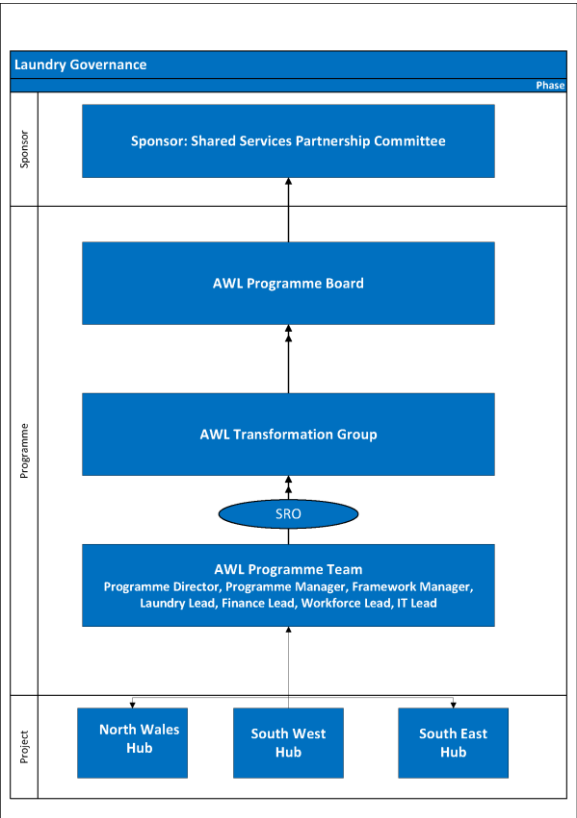 Laundry Governance
Phase
Sponsor
Sponsor: Shared Services Partnership Committee
Programme
AWL Programme Board
AWL Transformation Group
SRO
AWL Programme Team
Programme Director, Programme Manager, Framework Manager,
Laundry Lead, Finance Lead, Workforce Lead, IT Lead
Project
North Wales
Hub
South West
Hub
South East
Hub